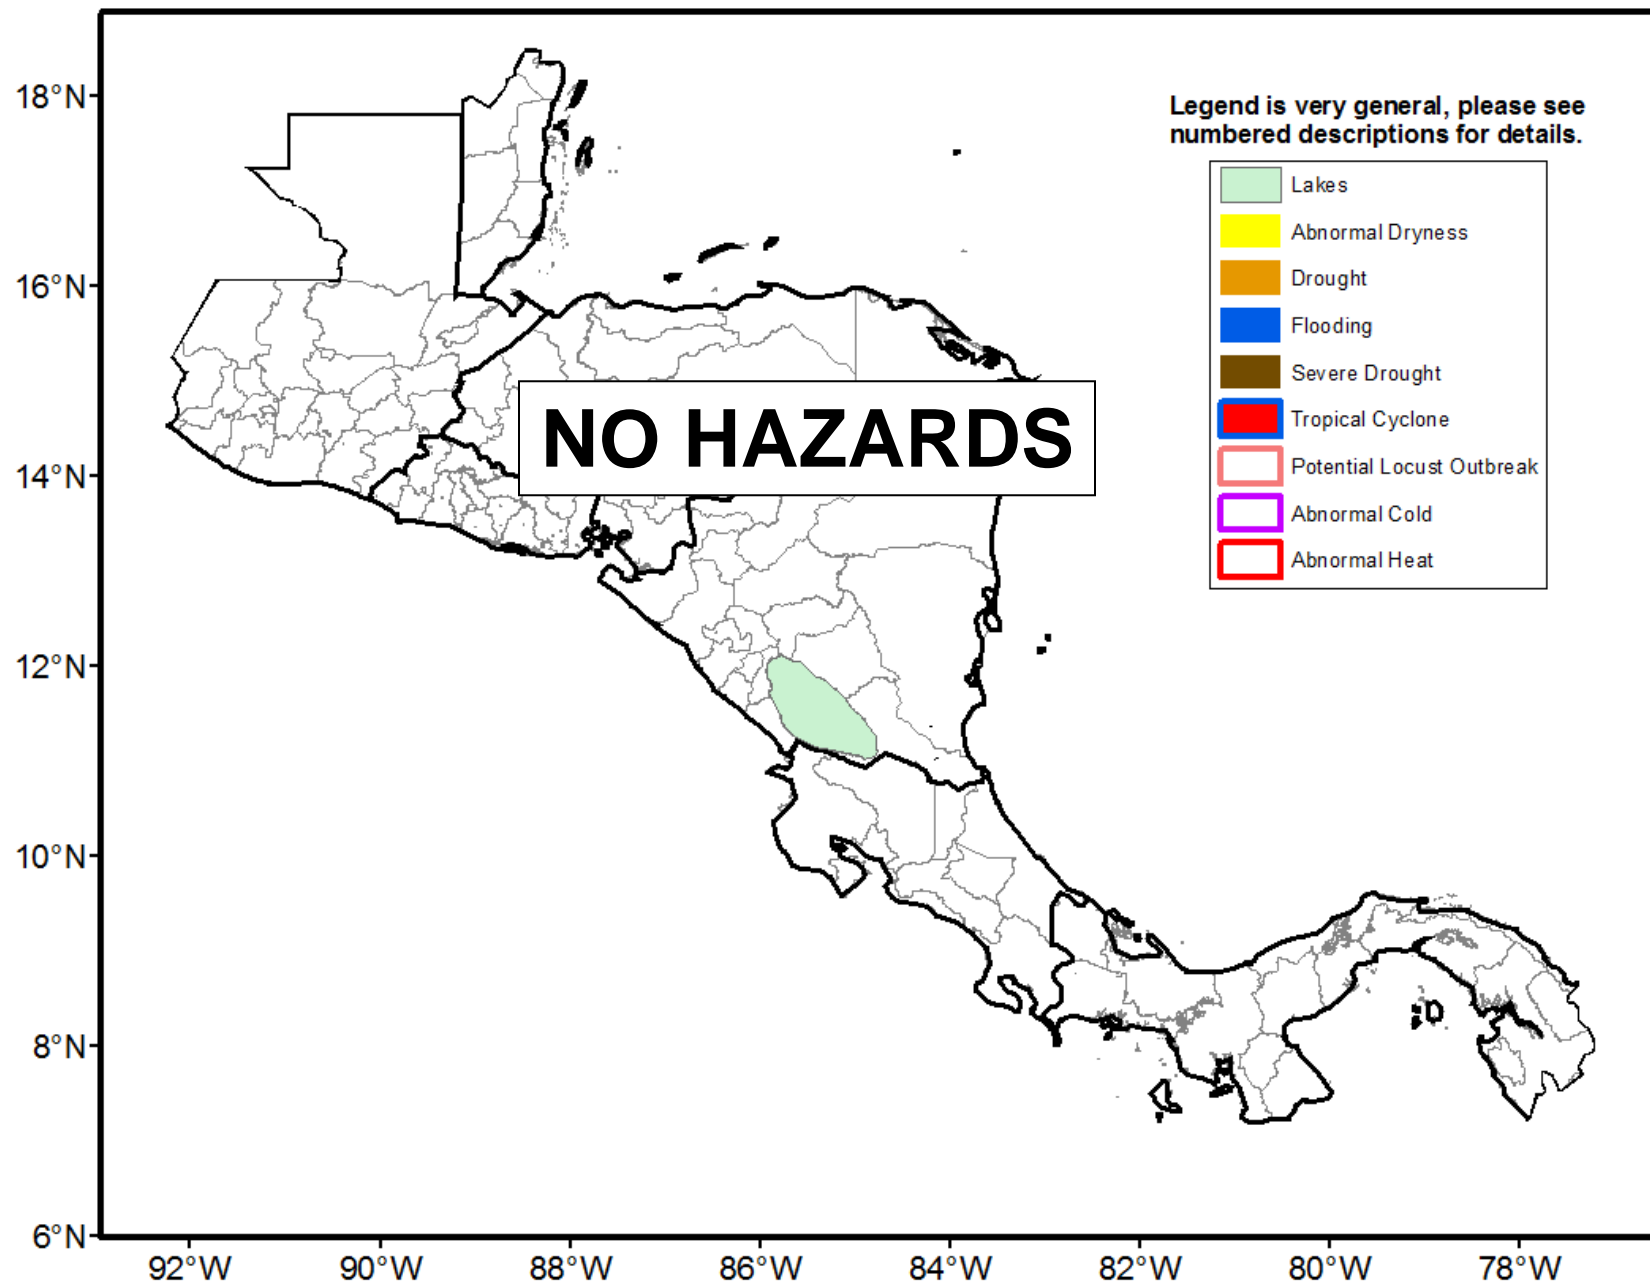 18°N
16°N
14°N
12°N
10°N
8°N
6°N
92°W 90°W 88°W 86°W 84°W 82°W 80°W 78°W
Legend is very general, please see
numbered descriptions for details.
Lakes
Abnormal Dryness
Drought
Flooding
Severe Drought
Tropical Cyclone
Potential Locust Outbreak
Abnormal Cold
Abnormal Heat
NO HAZARDS